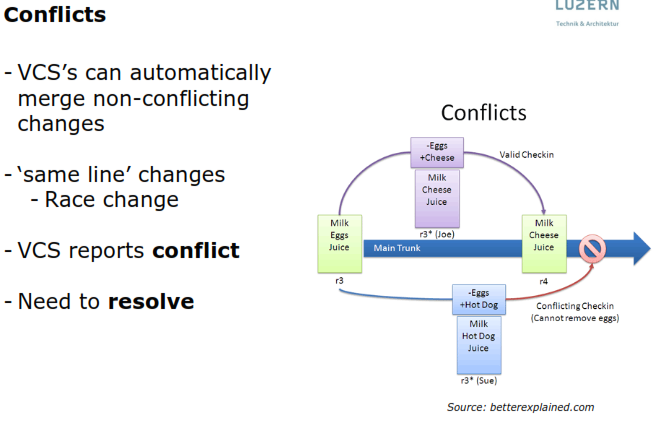 Conflicts
LUZERN
Technik & Architektur
- VCS’s can automatically
merge non-conflicting
changes
- ‘same line’ changes
- Race change
- VCS reports conflict
- Need to resolve
Conflicts
-Eggs
+Cheese
Valid Checkin
Milk
Cheese
Juice
r3* (Joe)
Milk
Eggs
Juice
r3
Main Trunk
Milk
Cheese
Juice
r4
-Eggs
+Hot Dog
Conflicting Checkin
(Cannot remove eggs)
Milk
Hot Dog
Juice
r3* (Sue)
Source: betterexplained.com